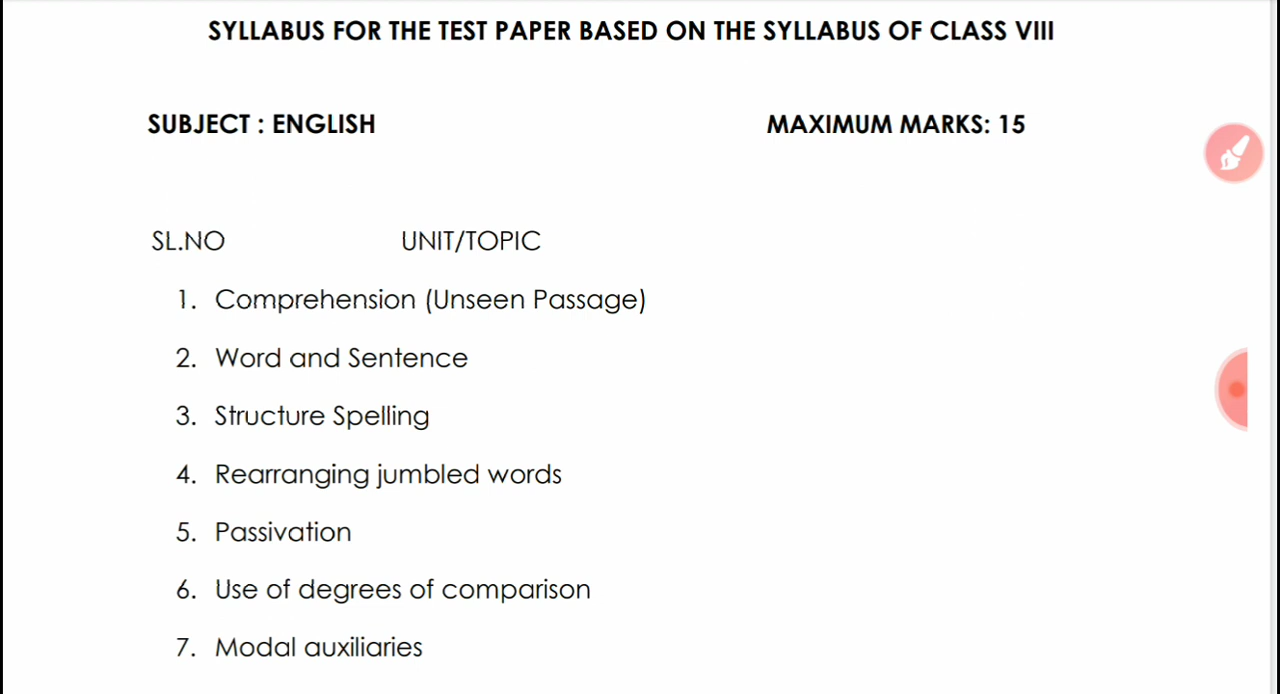 SYLLABUS FOR THE TEST PAPER BASED ON THE SYLLABUS OF CLASS VIII
SUBJECT : ENGLISH MAXIMUM MARKS: 15
SL.NO UNIT/TOPIC
1. Comprehension (Unseen Passage)
2. Word and Sentence
3. Structure Spelling
4. Rearranging jumbled words
5. Passivation
6. Use of degrees of comparison
7. Modal auxiliaries